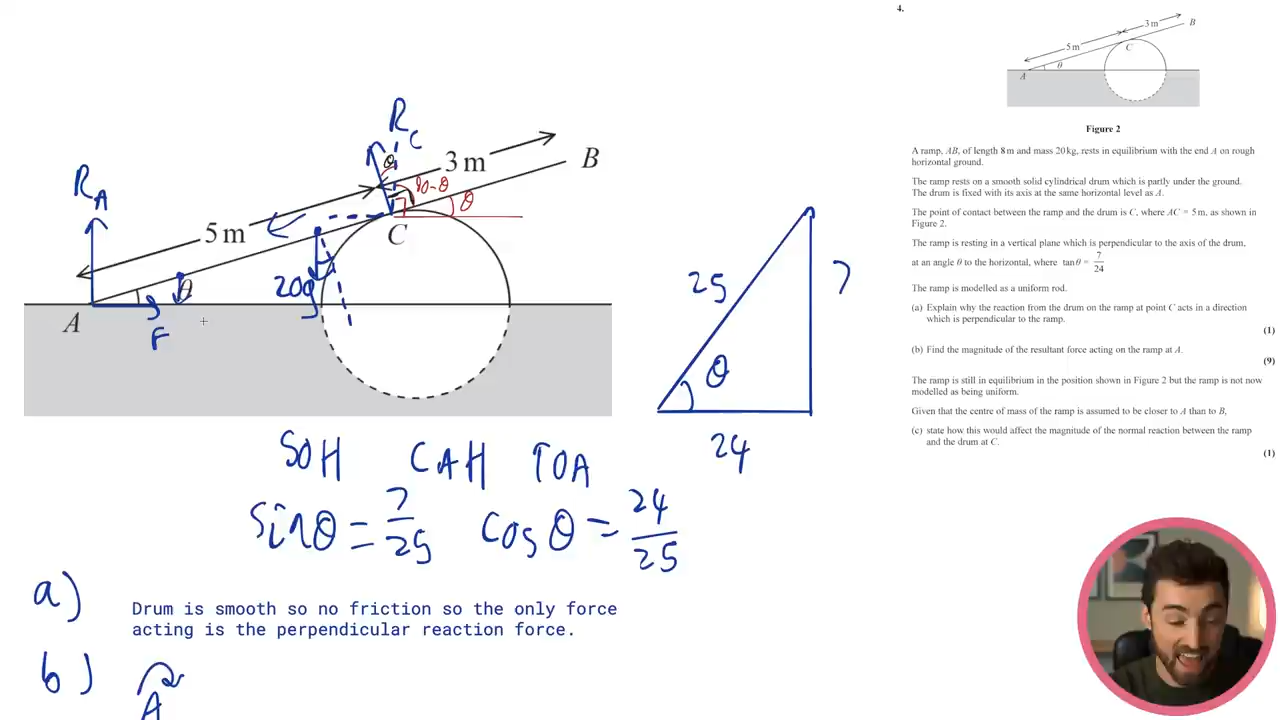 4.
3 m
B
5 m
C
θ
A
Figure 2
A ramp, AB, of length 8 m and mass 20 kg, rests in equilibrium with the end A on rough
horizontal ground.
The ramp rests on a smooth solid cylindrical drum which is partly under the ground.
The drum is fixed with its axis at the same horizontal level as A.
The point of contact between the ramp and the drum is C, where AC = 5 m, as shown in
Figure 2.
The ramp is resting in a vertical plane which is perpendicular to the axis of the drum,
at an angle θ to the horizontal, where tan θ = 7/24
The ramp is modelled as a uniform rod.
(a) Explain why the reaction from the drum on the ramp at point C acts in a direction
which is perpendicular to the ramp.
(1)
(b) Find the magnitude of the resultant force acting on the ramp at A.
(9)
The ramp is still in equilibrium in the position shown in Figure 2 but the ramp is not now
modelled as being uniform.
Given that the centre of mass of the ramp is assumed to be closer to A than to B,
(c) state how this would affect the magnitude of the normal reaction between the ramp
and the drum at C.
(1)
R_C
θ
3 m
B
R_A
90-θ
θ
5 m
C
20g
θ
A
F
25
7
θ
24
SOH CAH TOA
sinθ = 7/25 cosθ = 24/25
a)
Drum is smooth so no friction so the only force
acting is the perpendicular reaction force.
b) A